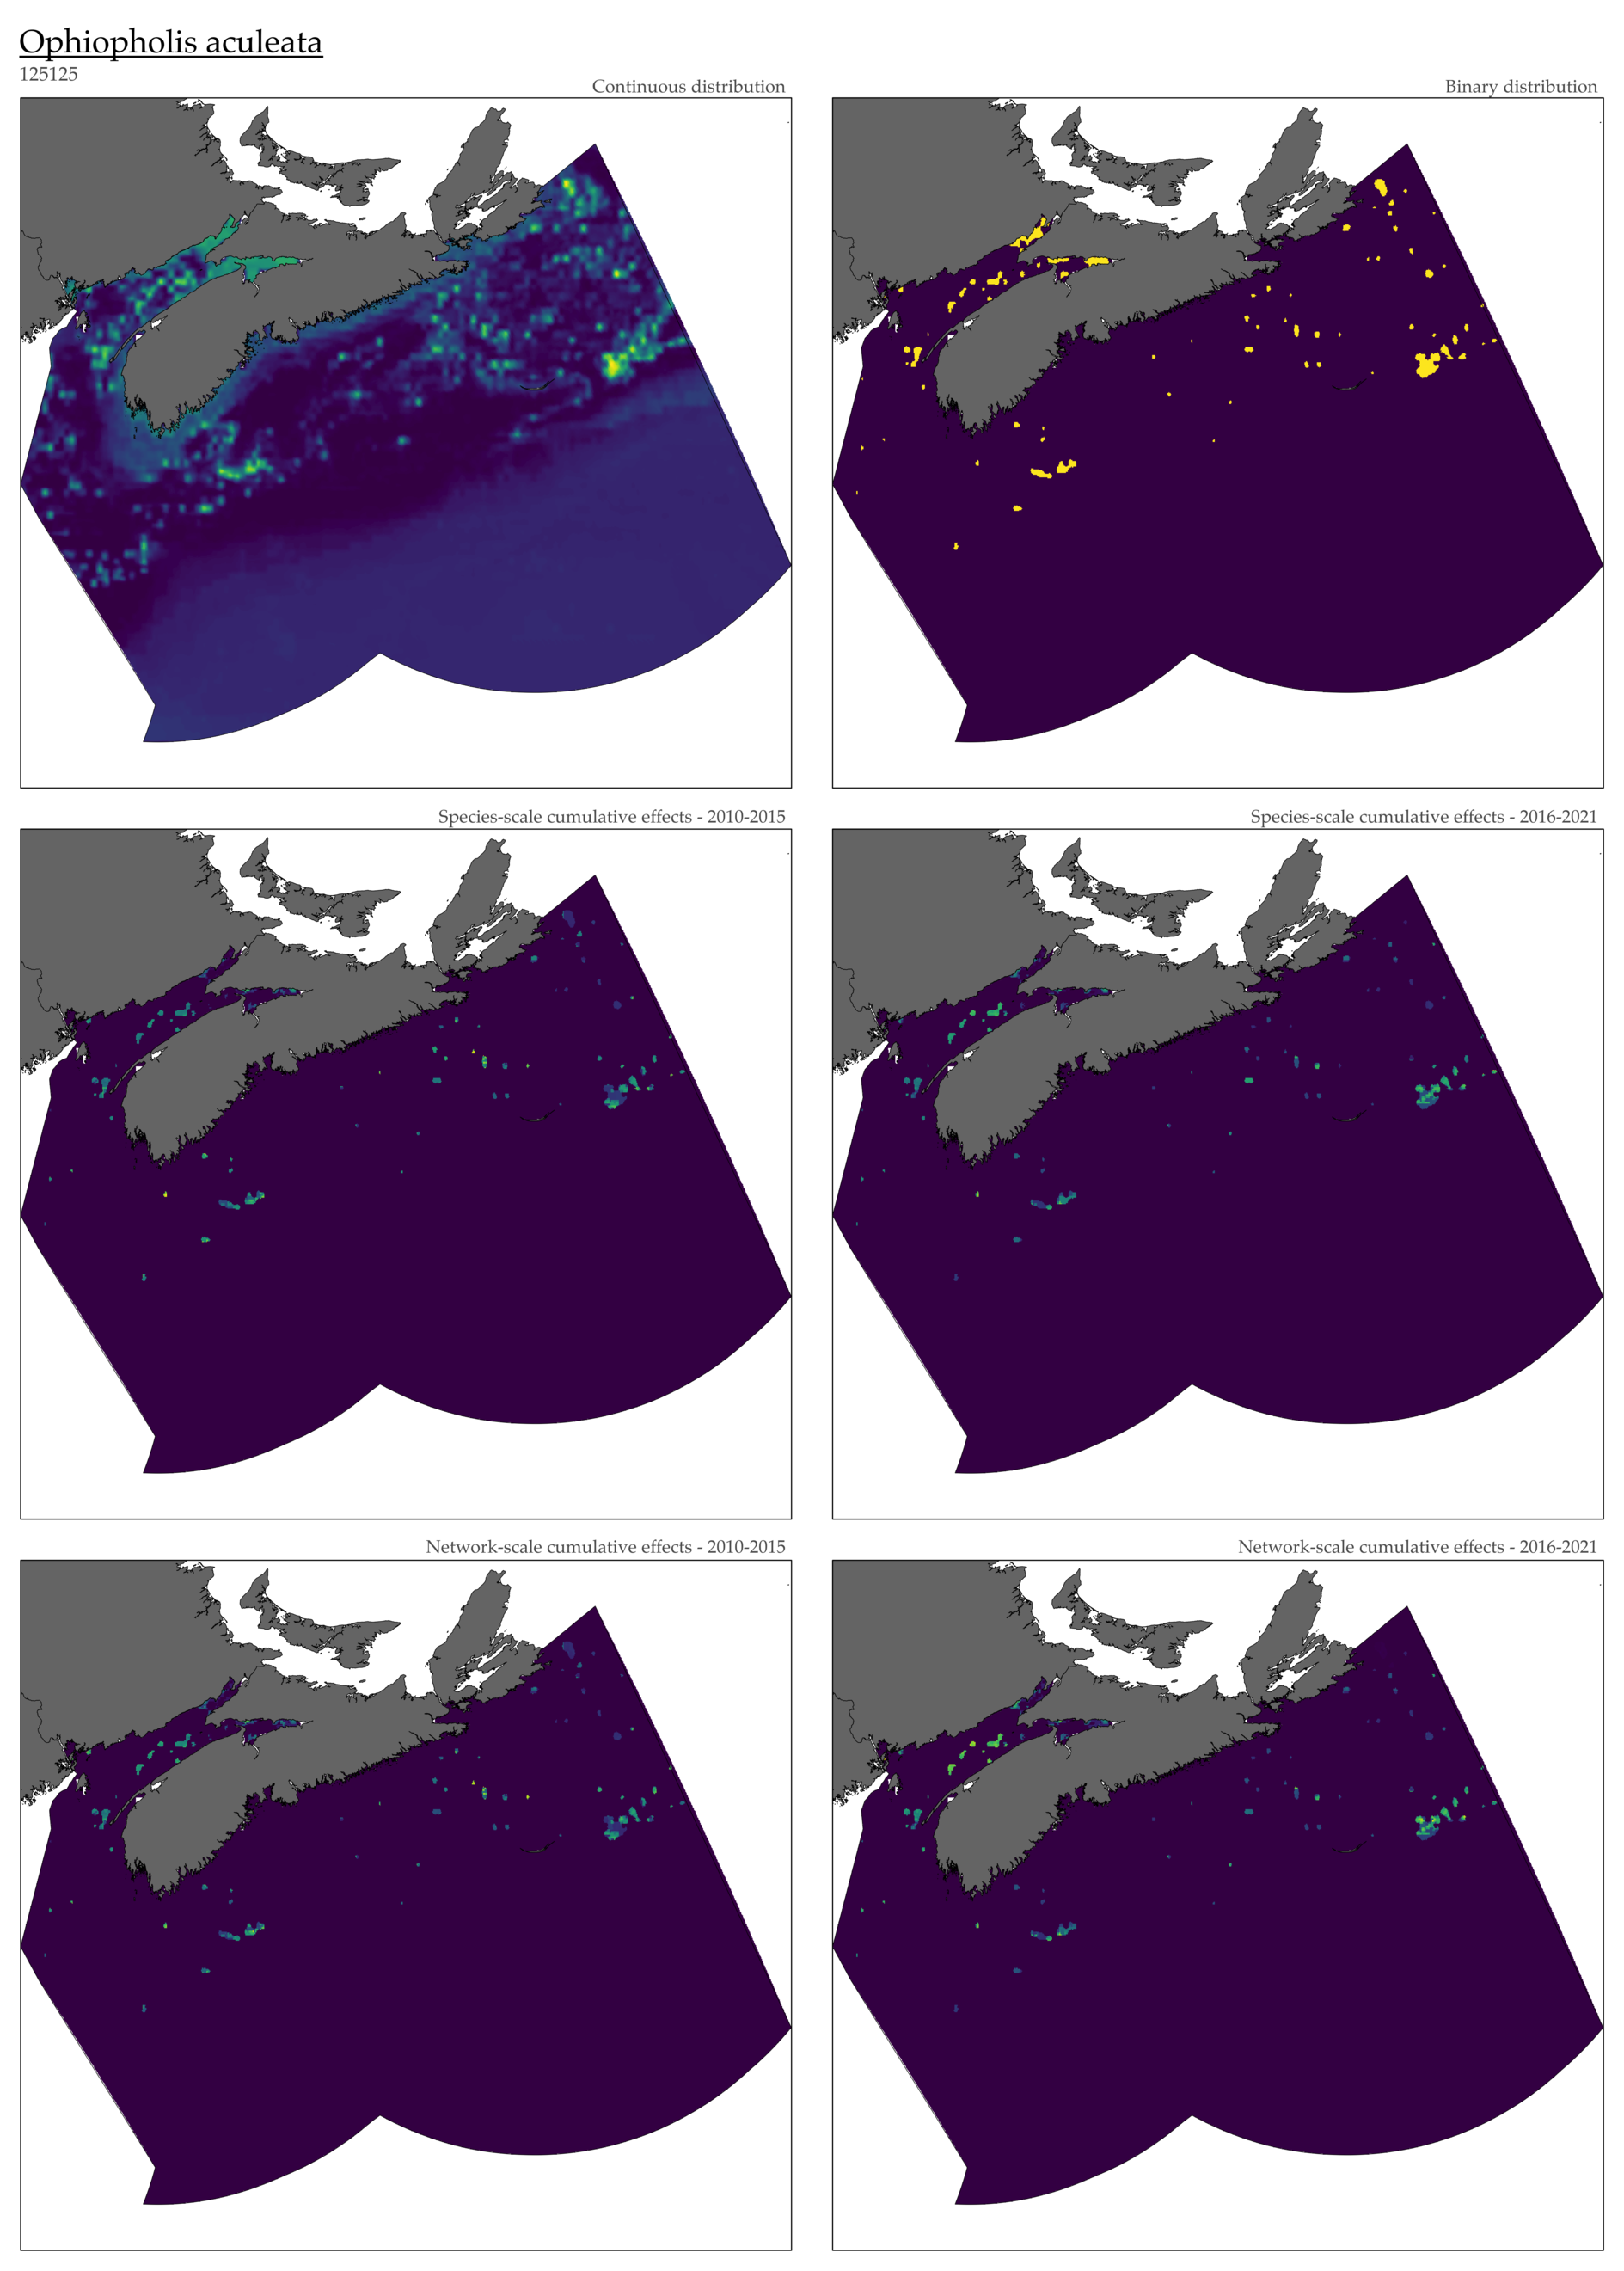 Ophiopholis aculeata
125125
Continuous distribution
Binary distribution
Species-scale cumulative effects - 2010-2015
Species-scale cumulative effects - 2016-2021
Network-scale cumulative effects - 2010-2015
Network-scale cumulative effects - 2016-2021